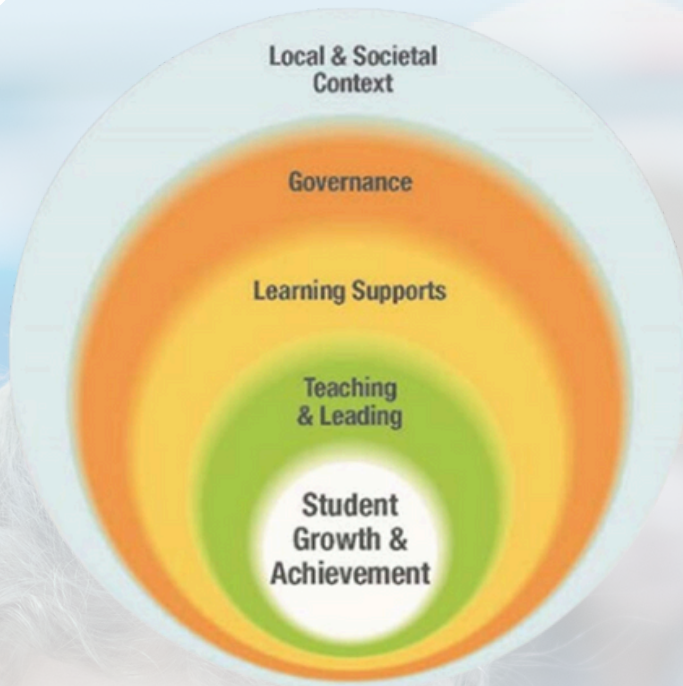 Local & Societal
Context
Governance
Learning Supports
Teaching
& Leading
Student
Growth &
Achievement